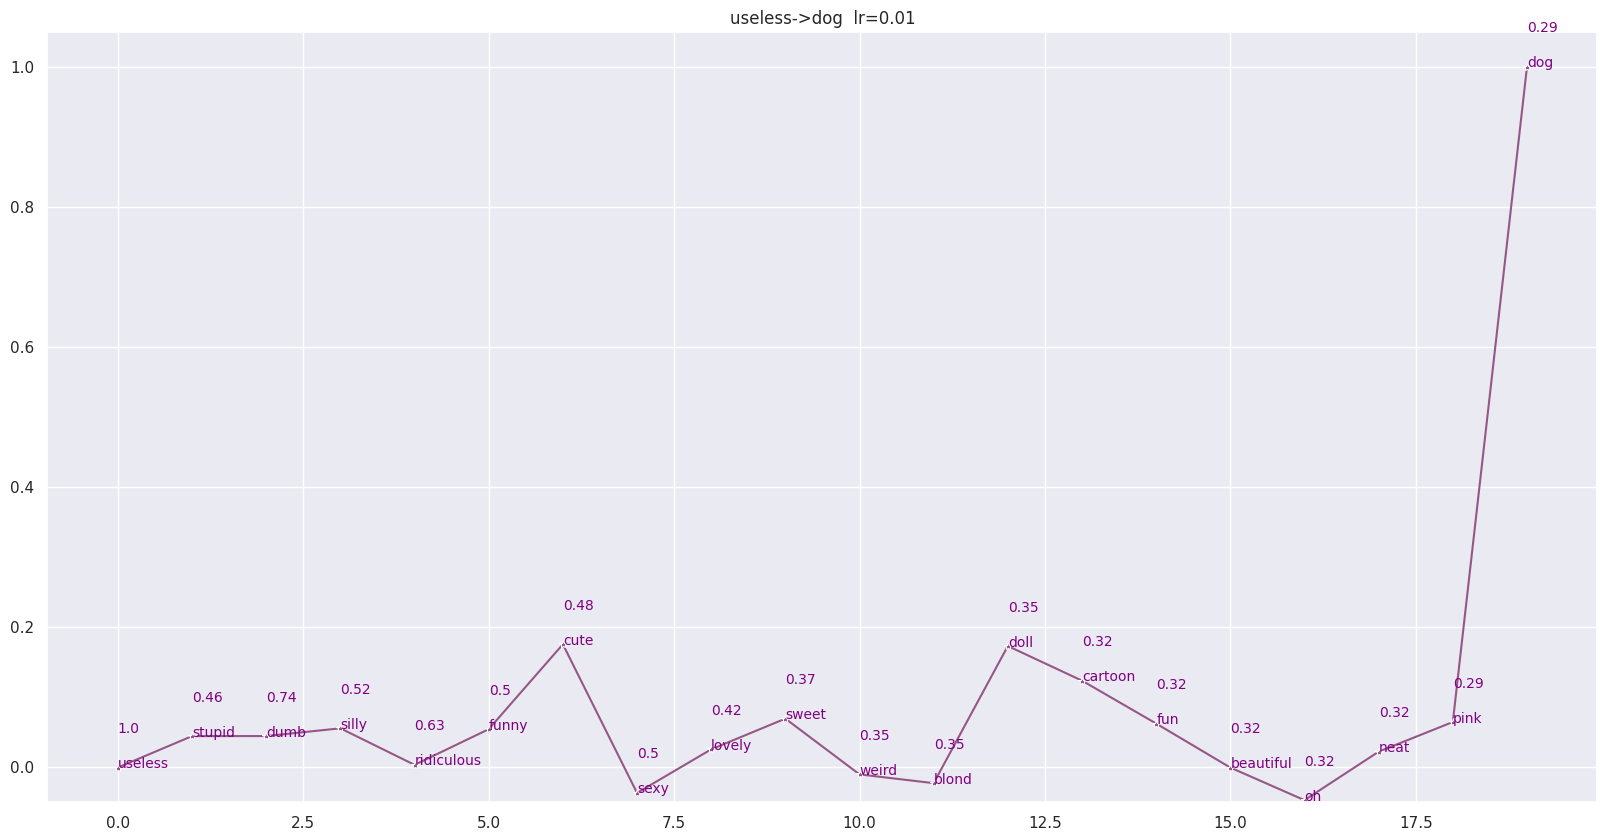 useless->dog  lr=0.01
1.0
0.8
0.6
0.4
0.2
0.0
0.0
2.5
5.0
7.5
10.0
12.5
15.0
17.5
1.0
useless
0.46
stupid
0.74
dumb
0.52
silly
0.63
ridiculous
0.5
funny
0.48
cute
0.5
sexy
0.42
lovely
0.37
sweet
0.35
weird
0.35
blond
0.35
doll
0.32
cartoon
0.32
fun
0.32
beautiful
0.32
oh
0.32
neat
0.29
pink
0.29
dog